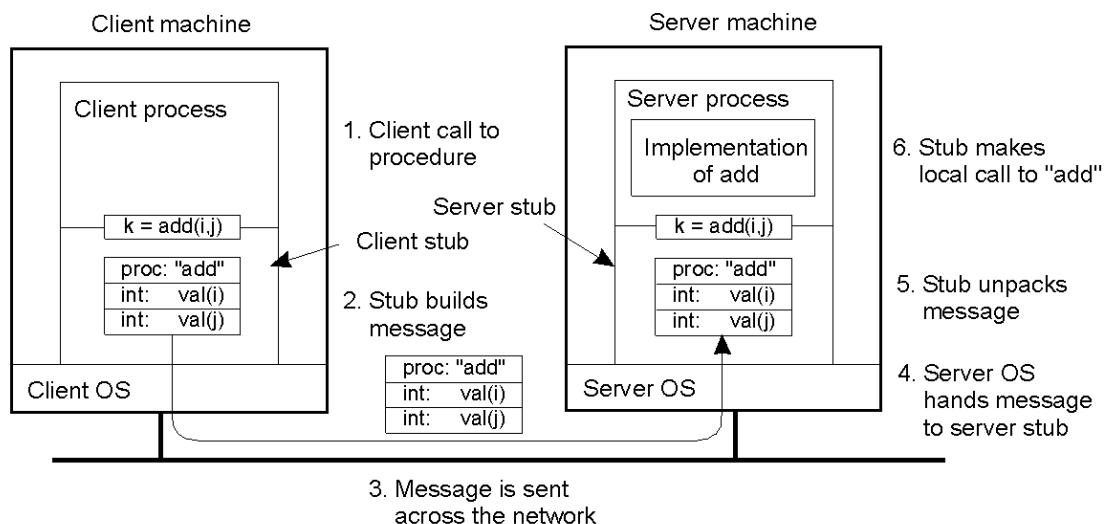 Client machine
Server machine
Client process
1. Client call to
procedure
k = add(i,j)
Client stub
proc: "add"
int: val(i)
int: val(j)
2. Stub builds
message
proc: "add"
int: val(i)
int: val(j)
Client OS
3. Message is sent
across the network
Server process
Implementation
of add
Server stub
k = add(i,j)
proc: "add"
int: val(i)
int: val(j)
Server OS
6. Stub makes
local call to "add"
5. Stub unpacks
message
4. Server OS
hands message
to server stub